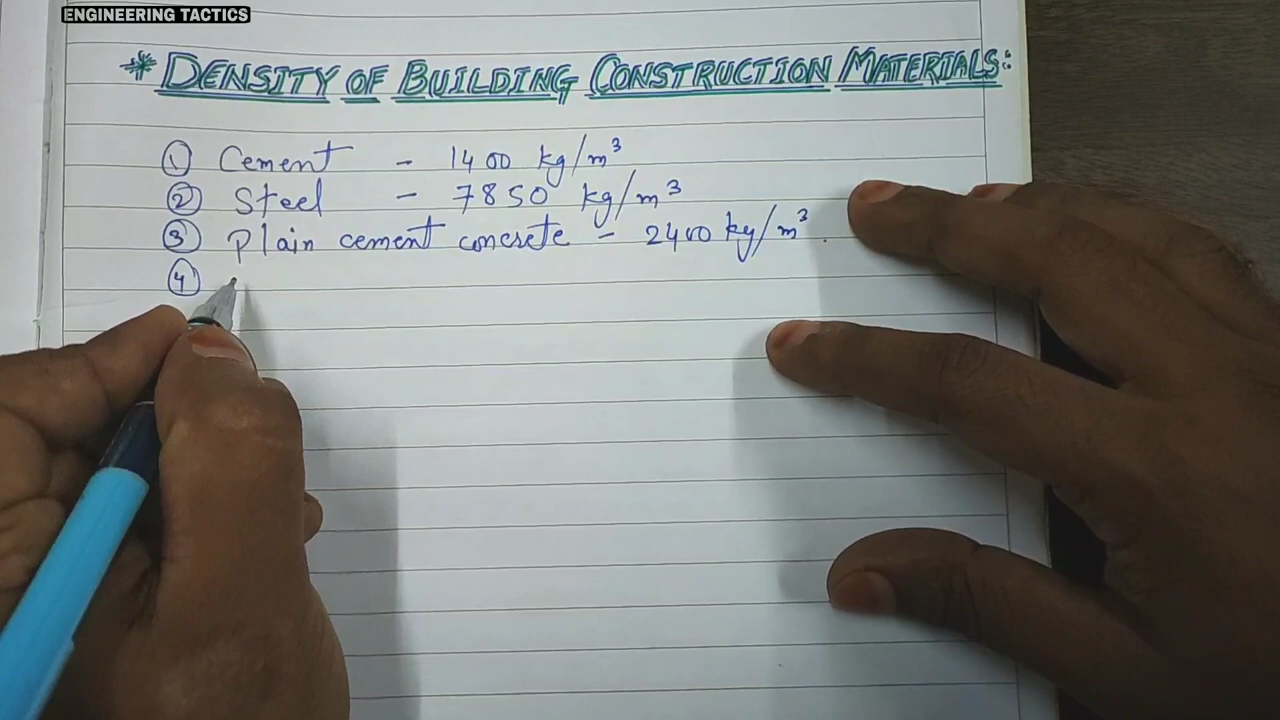 ENGINEERING TACTICS
* DENSITY OF BUILDING CONSTRUCTION MATERIALS:
① Cement - 1400 kg/m³
② Steel - 7850 kg/m³
③ Plain cement concrete - 2400 kg/m³.
④